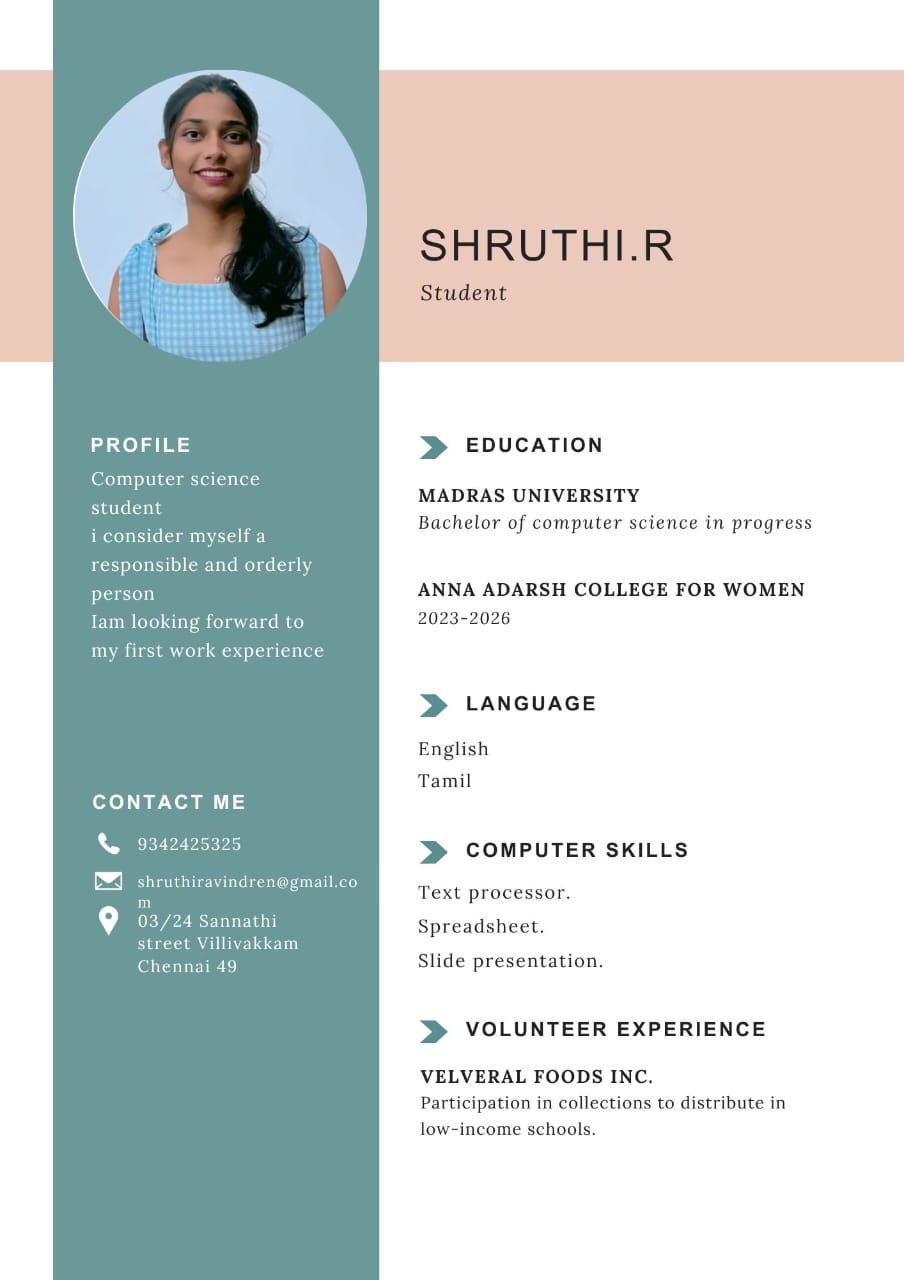 SHRUTHI.R
Student
PROFILE
Computer science
student
i consider myself a
responsible and orderly
person
Iam looking forward to
my first work experience
CONTACT ME
9342425325
shruthiravindren@gmail.co
m
03/24 Sannathi
street Villivakkam
Chennai 49
EDUCATION
MADRAS UNIVERSITY
Bachelor of computer science in progress
ANNA ADARSH COLLEGE FOR WOMEN
2023-2026
LANGUAGE
English
Tamil
COMPUTER SKILLS
Text processor.
Spreadsheet.
Slide presentation.
VOLUNTEER EXPERIENCE
VELVERAL FOODS INC.
Participation in collections to distribute in
low-income schools.